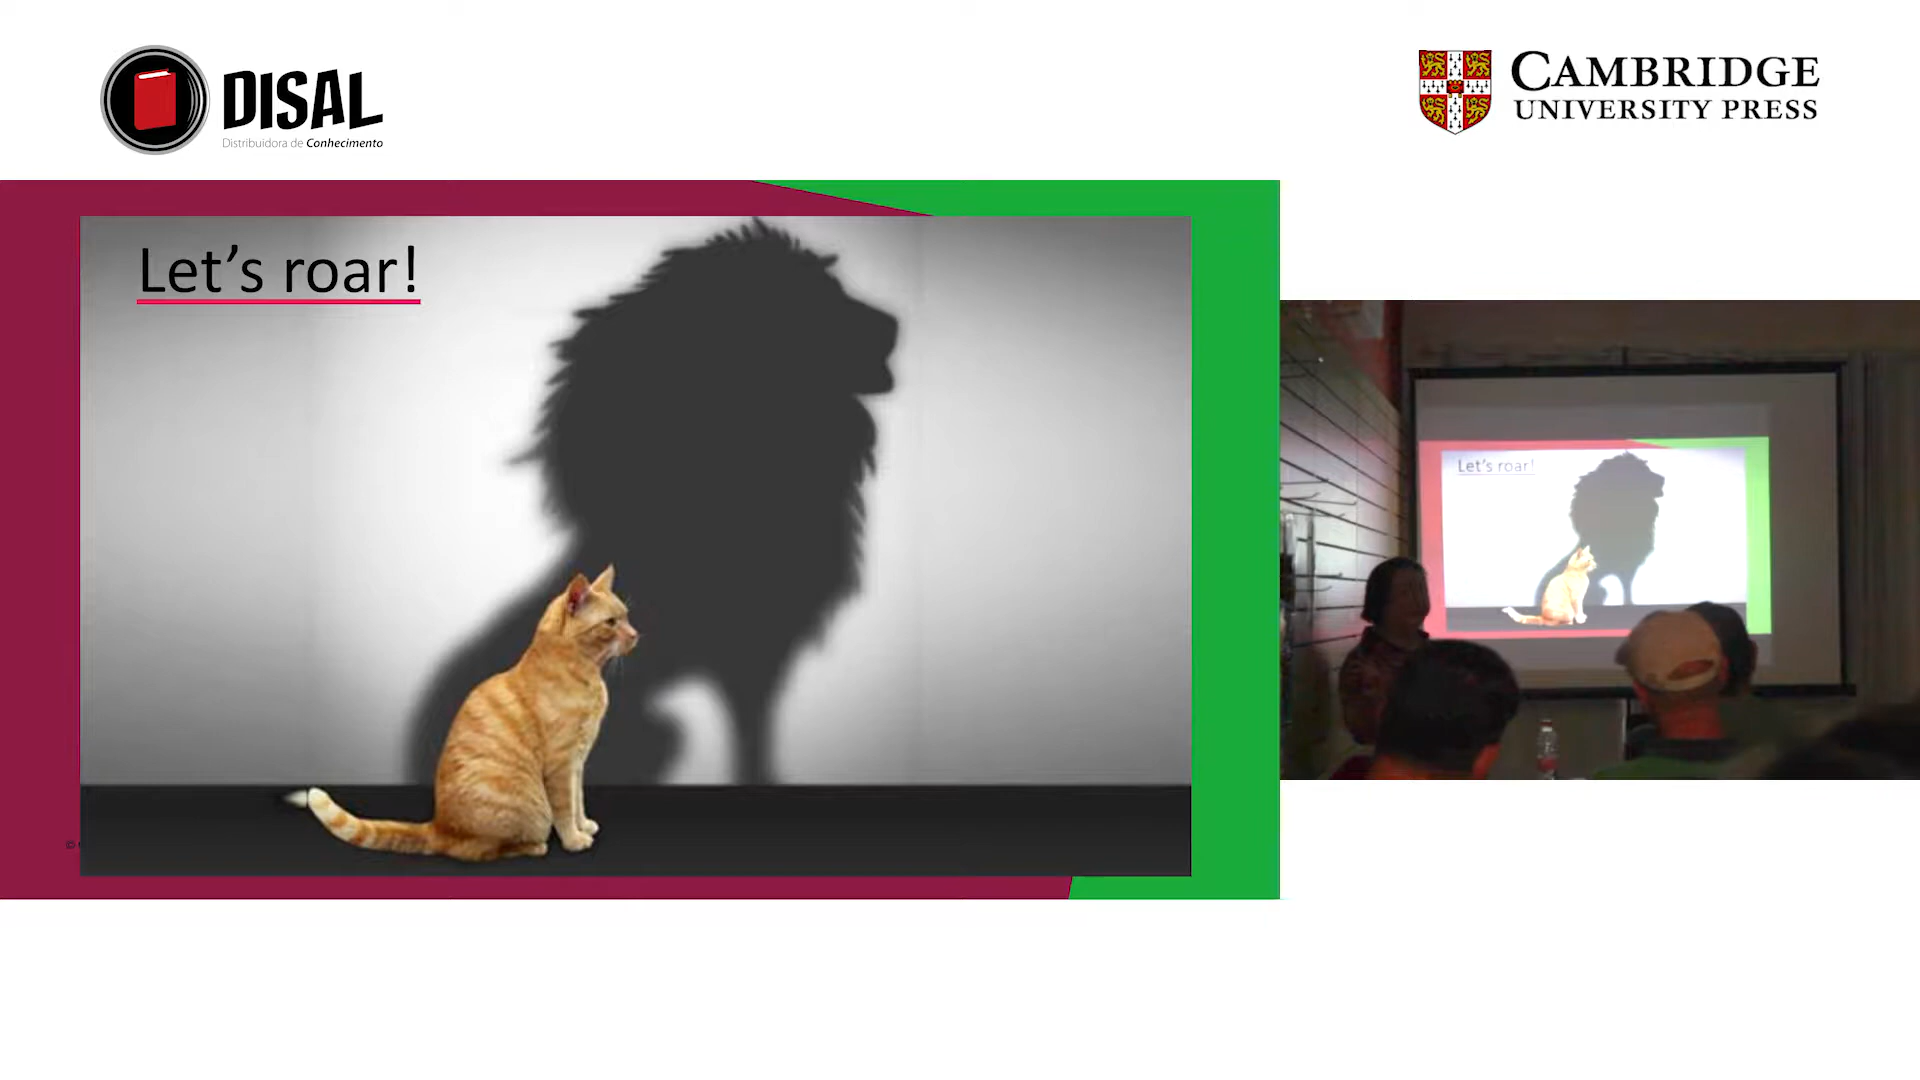 DISAL
Distribuidora de Conhecimento
CAMBRIDGE
UNIVERSITY PRESS
Let's roar!
Let's roar!
©